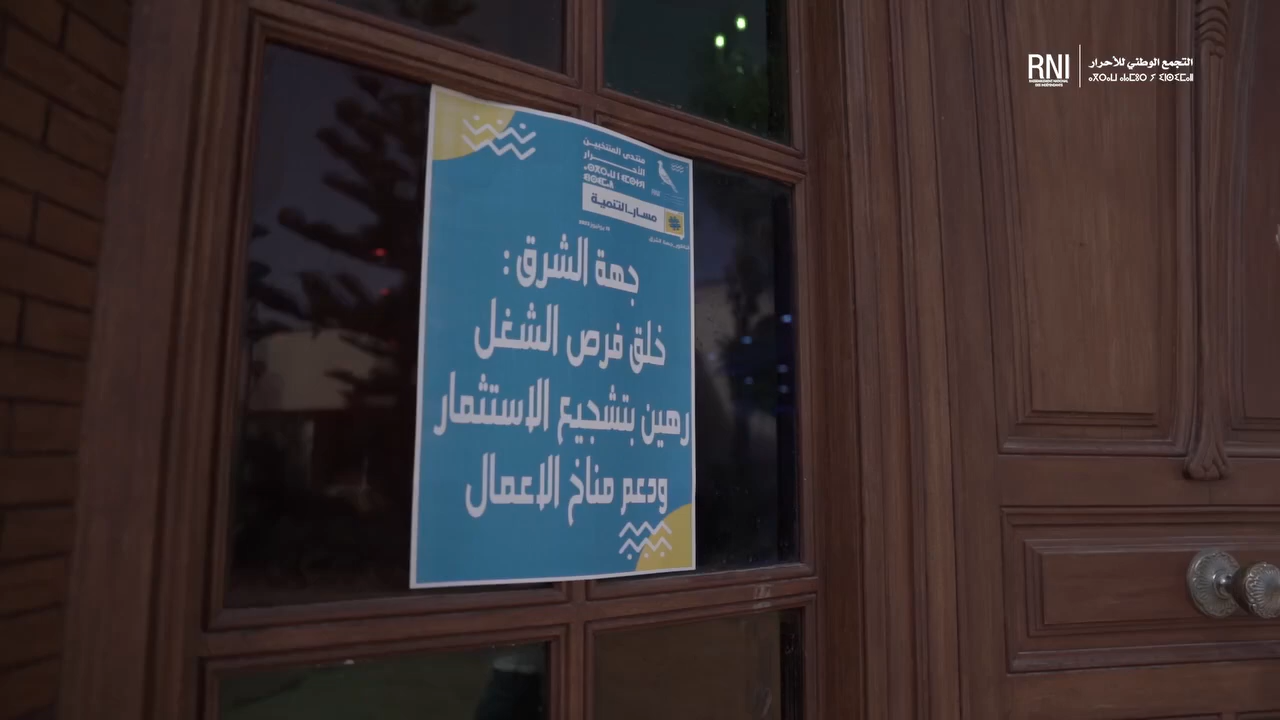 RNI
التجمع الوطني للأحرار
منتدى المنتخبين
الأحرار
مسار التنمية
جهة الشرق :
خلق فرص الشغل
رهين بتشجيع الاستثمار
ودعم مناخ الاعمال